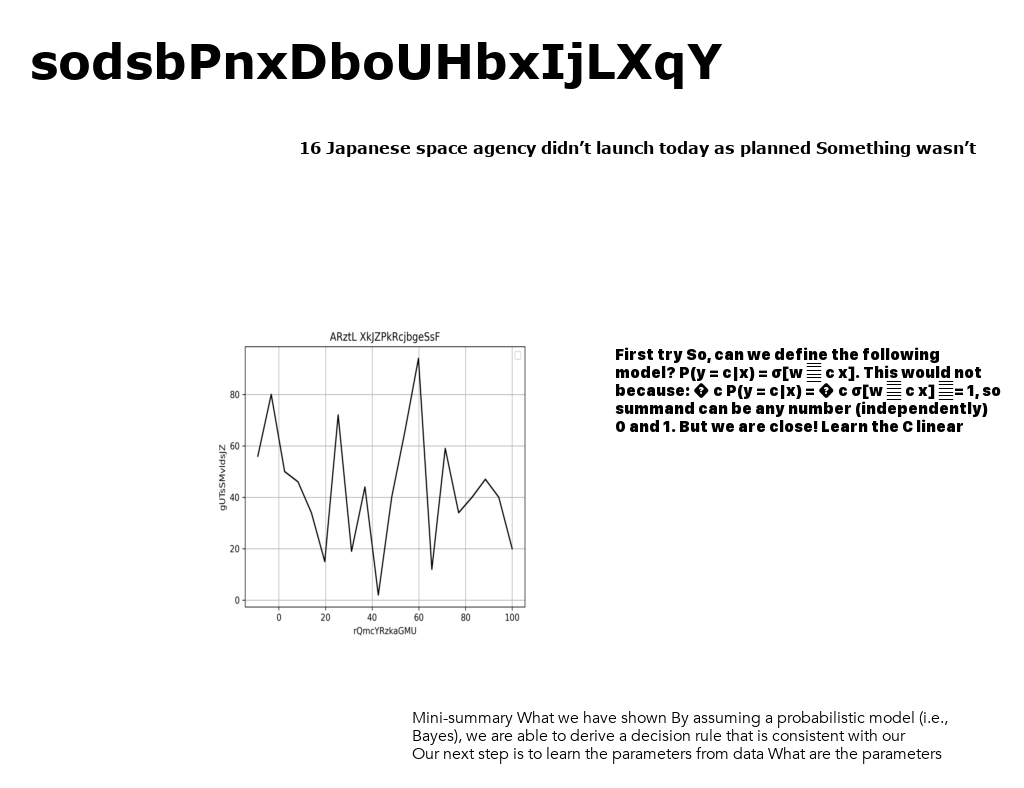 sodsbPnxDboUHbxIjLXqY
16 Japanese space agency didn’t launch today as planned Something wasn’t
ARztL XkJZPkRcjbgeSsF
80
60
40
20
0
gUTsSMvIdsJZ
0 20 40 60 80 100
rQmcYRzkaGMU
First try So, can we define the following
model? P(y = c|x) = σ[w c x]. This would not
because: � c P(y = c|x) = � c σ[w c x] = 1, so
summand can be any number (independently)
0 and 1. But we are close! Learn the C linear
Mini-summary What we have shown By assuming a probabilistic model (i.e.,
Bayes), we are able to derive a decision rule that is consistent with our
Our next step is to learn the parameters from data What are the parameters